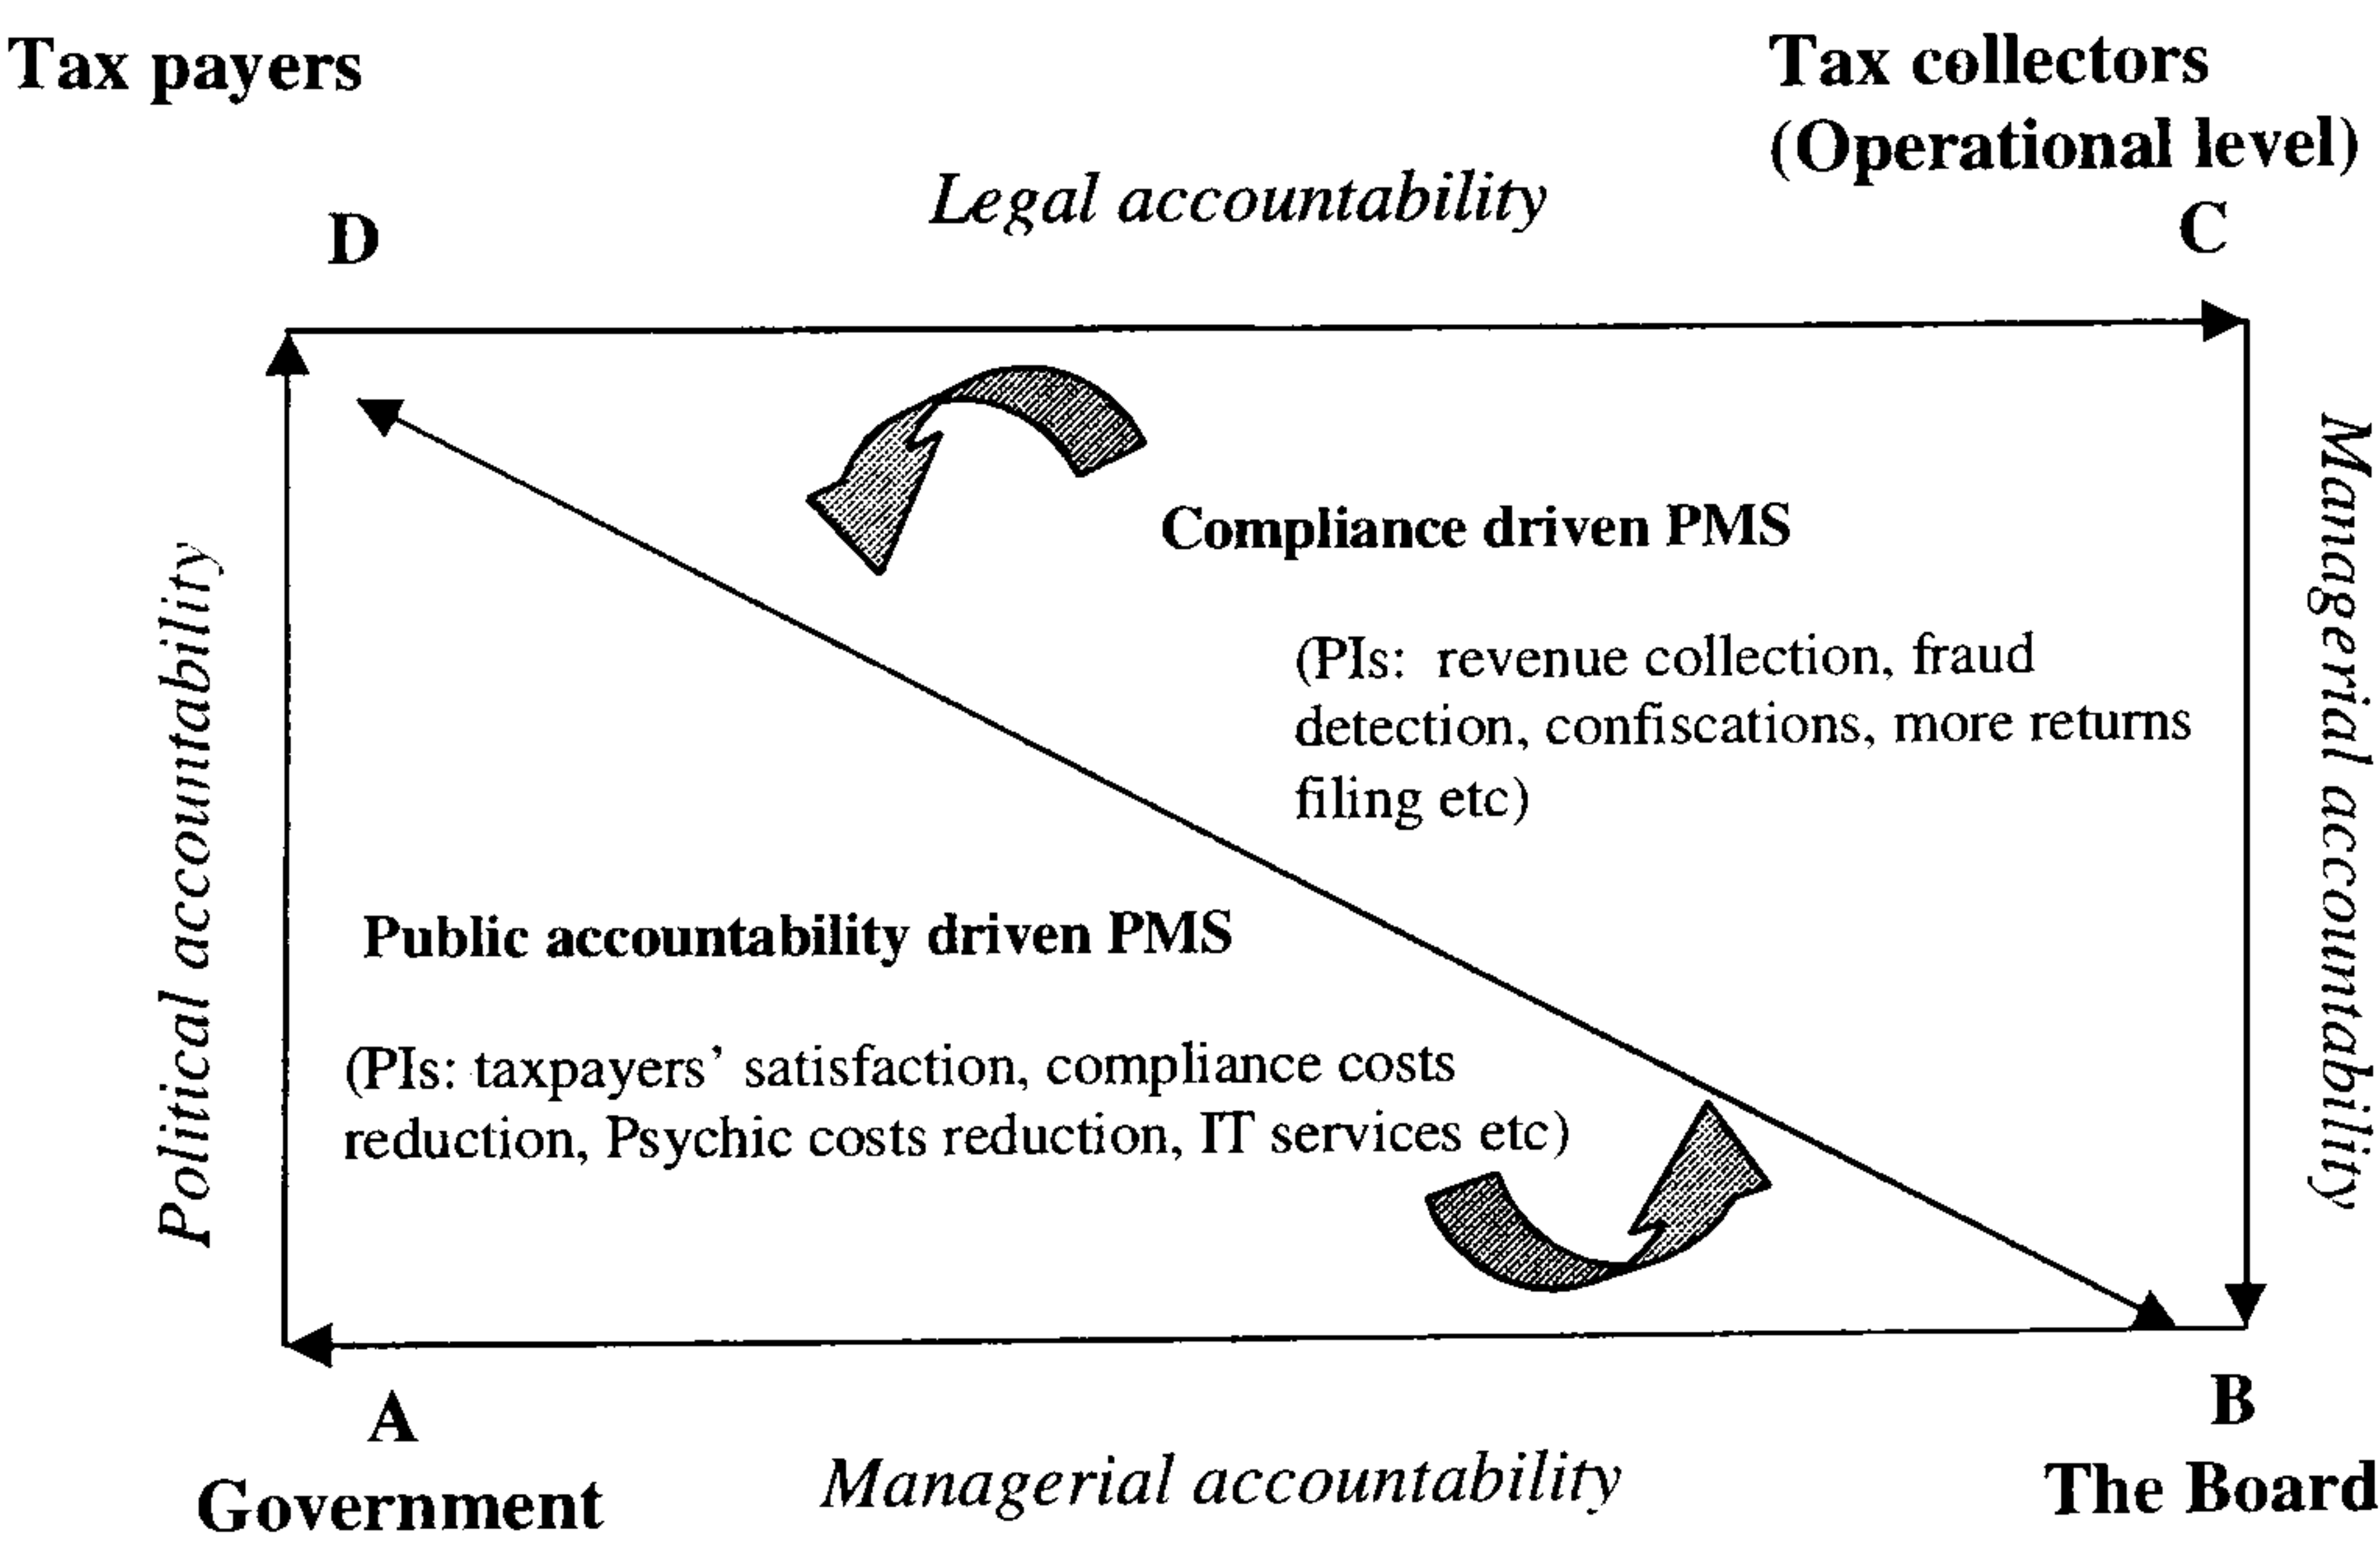 Tax payers
Tax collectors
(Operational level)
Legal accountability
D
C
Compliance driven PMS
(PIs: revenue collection, fraud
detection, confiscations, more returns
filing etc)
Political accountability
Managerial accountability
Public accountability driven PMS
(PIs: taxpayers’ satisfaction, compliance costs
reduction, Psychic costs reduction, IT services etc)
A
B
Government
Managerial accountability
The Board